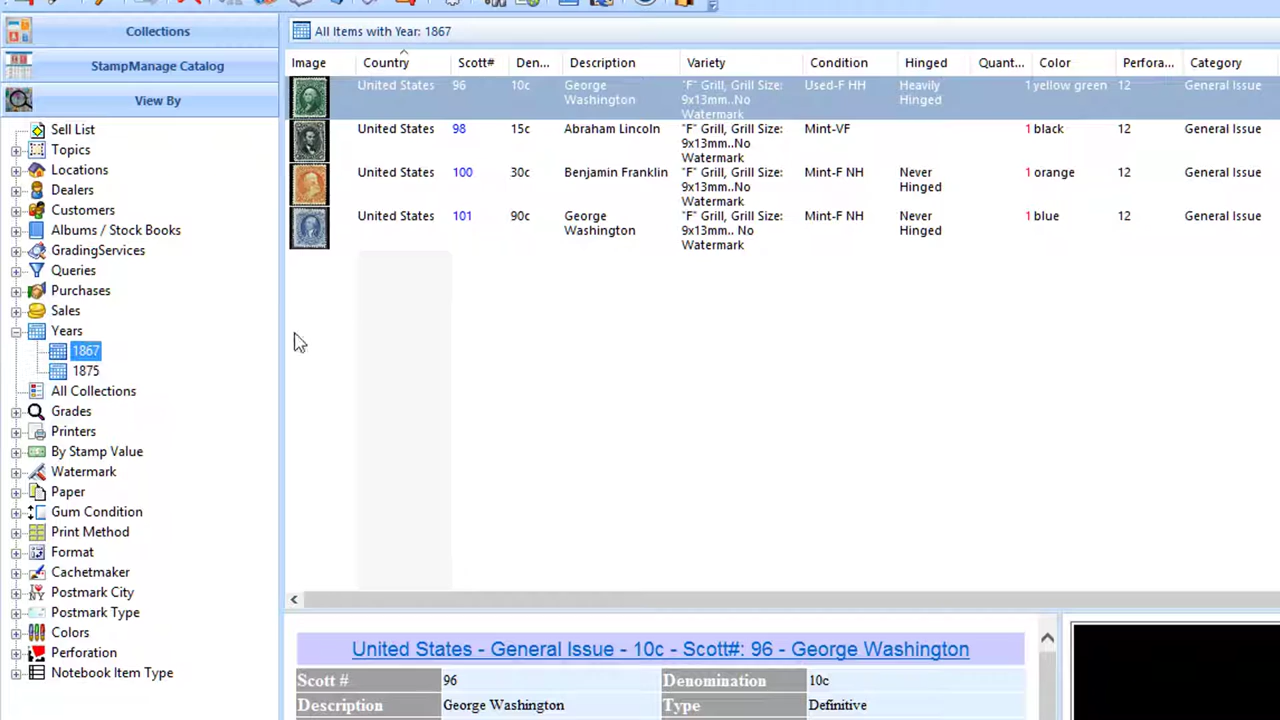 Collections
StampManage Catalog
View By
Sell List
Topics
Locations
Dealers
Customers
Albums / Stock Books
GradingServices
Queries
Purchases
Sales
Years
1867
1875
All Collections
Grades
Printers
By Stamp Value
Watermark
Paper
Gum Condition
Print Method
Format
Cachetmaker
Postmark City
Postmark Type
Colors
Perforation
Notebook Item Type
All Items with Year: 1867
Image Country Scott# Den... Description Variety Condition Hinged Quant... Color Perfora... Category
United States 96 10c George "F" Grill, Grill Size: Used-F HH Heavily 1 yellow green General Issue
Washington 9x13mm..No Hinged
Watermark
United States 98 15c Abraham Lincoln "F" Grill, Grill Size: Mint-VF 1 black 12 General Issue
9x13mm..No
Watermark
United States 100 30c Benjamin Franklin "F" Grill, Grill Size: Mint-F NH Never 1 orange 12 General Issue
9x13mm..No Hinged
Watermark
United States 101 90c George "F" Grill, Grill Size: Mint-F NH Never 1 blue 12 General Issue
Washington 9x13mm.. No Hinged
Watermark
United States - General Issue - 10c - Scott#: 96 - George Washington
Scott # 96 Denomination 10c
Description George Washington Type Definitive